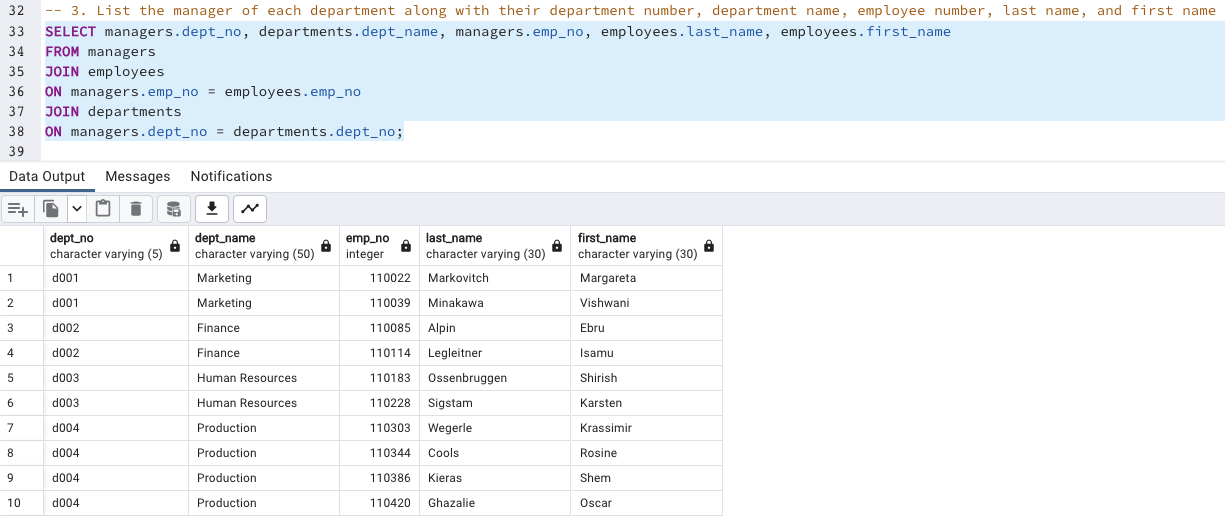 32 -- 3. List the manager of each department along with their department number, department name, employee number, last name, and first name
33 SELECT managers.dept_no, departments.dept_name, managers.emp_no, employees.last_name, employees.first_name
34 FROM managers
35 JOIN employees
36 ON managers.emp_no = employees.emp_no
37 JOIN departments
38 ON managers.dept_no = departments.dept_no;
39
Data Output Messages Notifications
dept_no dept_name emp_no last_name first_name
character varying (5) character varying (50) integer character varying (30) character varying (30)
1 d001 Marketing 110022 Markovitch Margareta
2 d001 Marketing 110039 Minakawa Vishwani
3 d002 Finance 110085 Alpin Ebru
4 d002 Finance 110114 Legleitner Isamu
5 d003 Human Resources 110183 Ossenbruggen Shirish
6 d003 Human Resources 110228 Sigstam Karsten
7 d004 Production 110303 Wegerle Krassimir
8 d004 Production 110344 Cools Rosine
9 d004 Production 110386 Kieras Shem
10 d004 Production 110420 Ghazalie Oscar